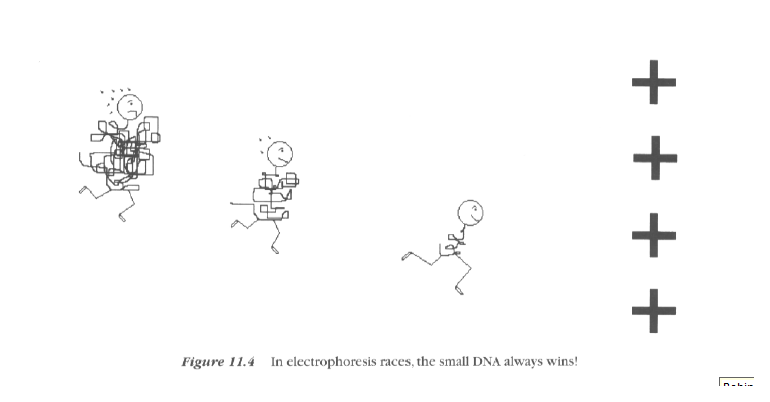 +
+
+
+
Figure 11.4 In electrophoresis races, the small DNA always wins!